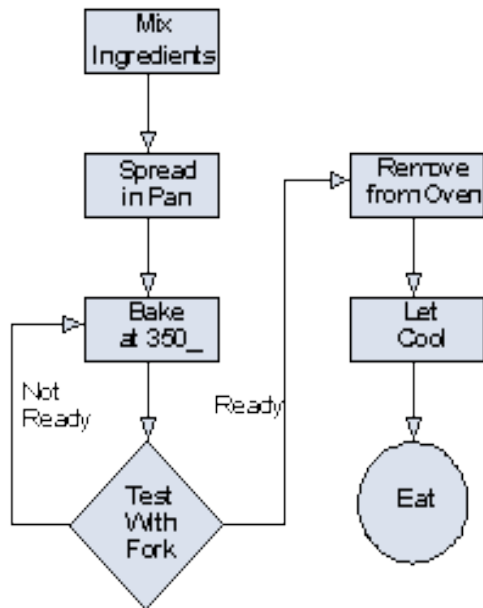 Mix
Ingredients
Spread
in Pan
Bake
at 350_
Not
Ready
Test
With
Fork
Ready
Remove
from Oven
Let
Cool
Eat